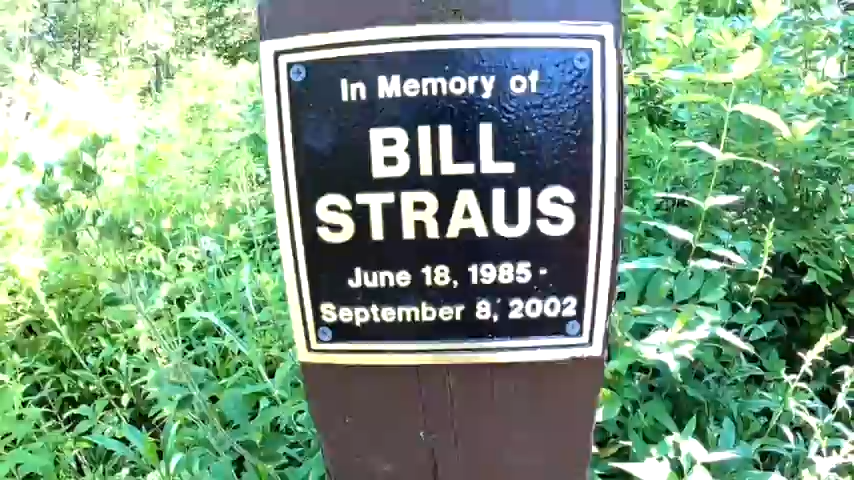 In Memory of
BILL
STRAUS
June 18, 1985 -
September 8, 2002